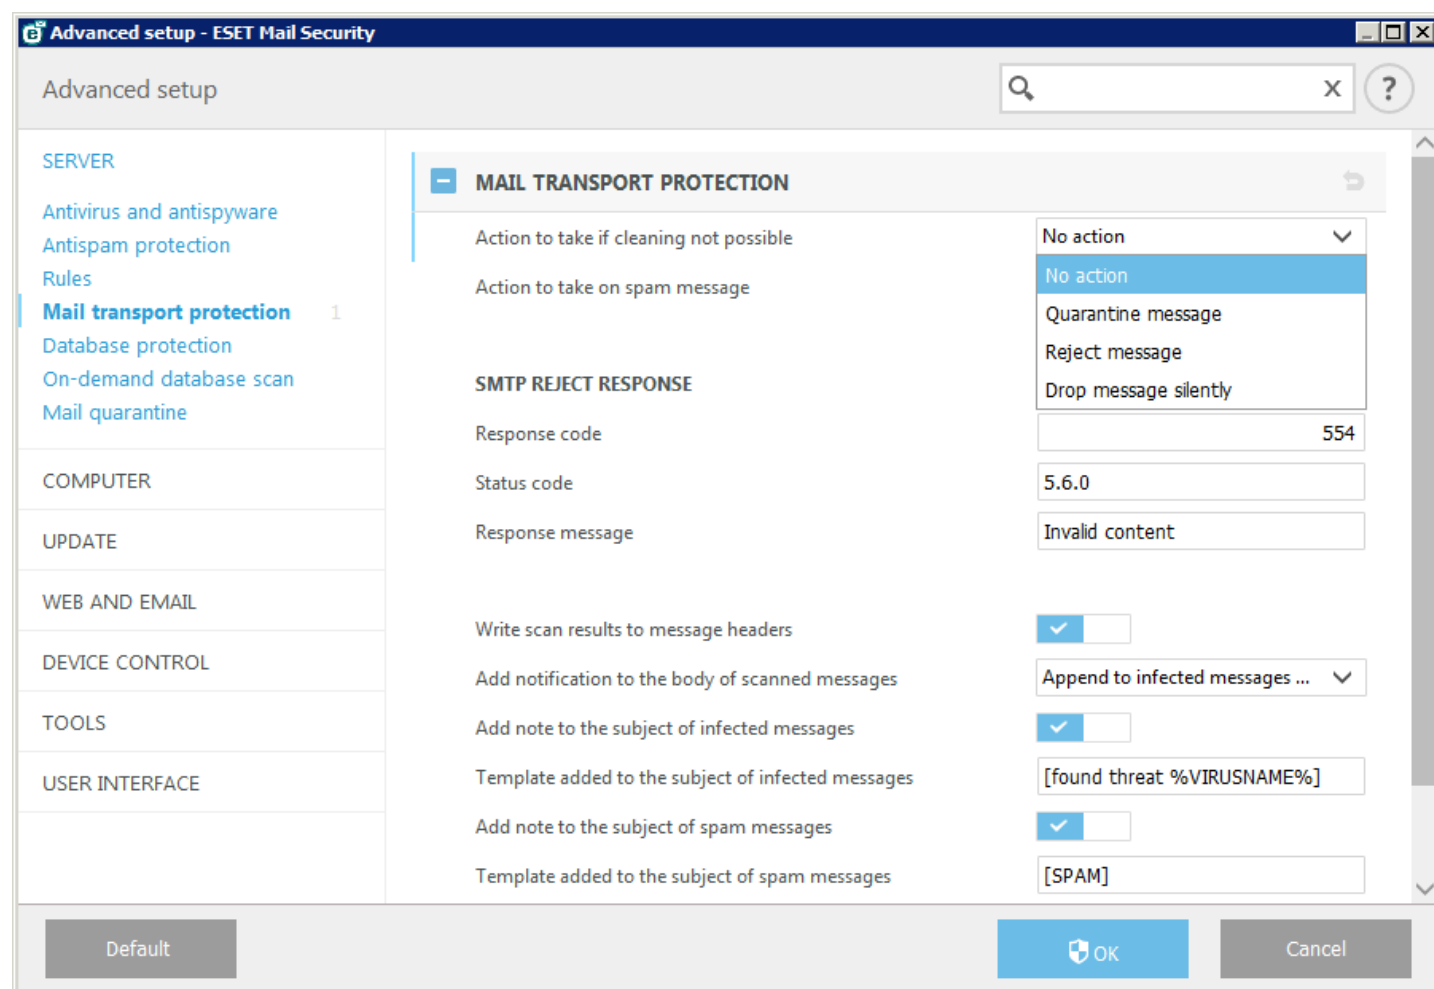 Advanced setup - ESET Mail Security
Advanced setup
X
?
SERVER
Antivirus and antispyware
Antispam protection
Rules
Mail transport protection 1
Database protection
On-demand database scan
Mail quarantine
COMPUTER
UPDATE
WEB AND EMAIL
DEVICE CONTROL
TOOLS
USER INTERFACE
MAIL TRANSPORT PROTECTION
Action to take if cleaning not possible No action
No action
Action to take on spam message
Quarantine message
Reject message
Drop message silently
SMTP REJECT RESPONSE
Response code 554
Status code 5.6.0
Response message Invalid content
Write scan results to message headers
Add notification to the body of scanned messages Append to infected messages ...
Add note to the subject of infected messages
Template added to the subject of infected messages [found threat %VIRUSNAME%]
Add note to the subject of spam messages
Template added to the subject of spam messages [SPAM]
Default
OK
Cancel